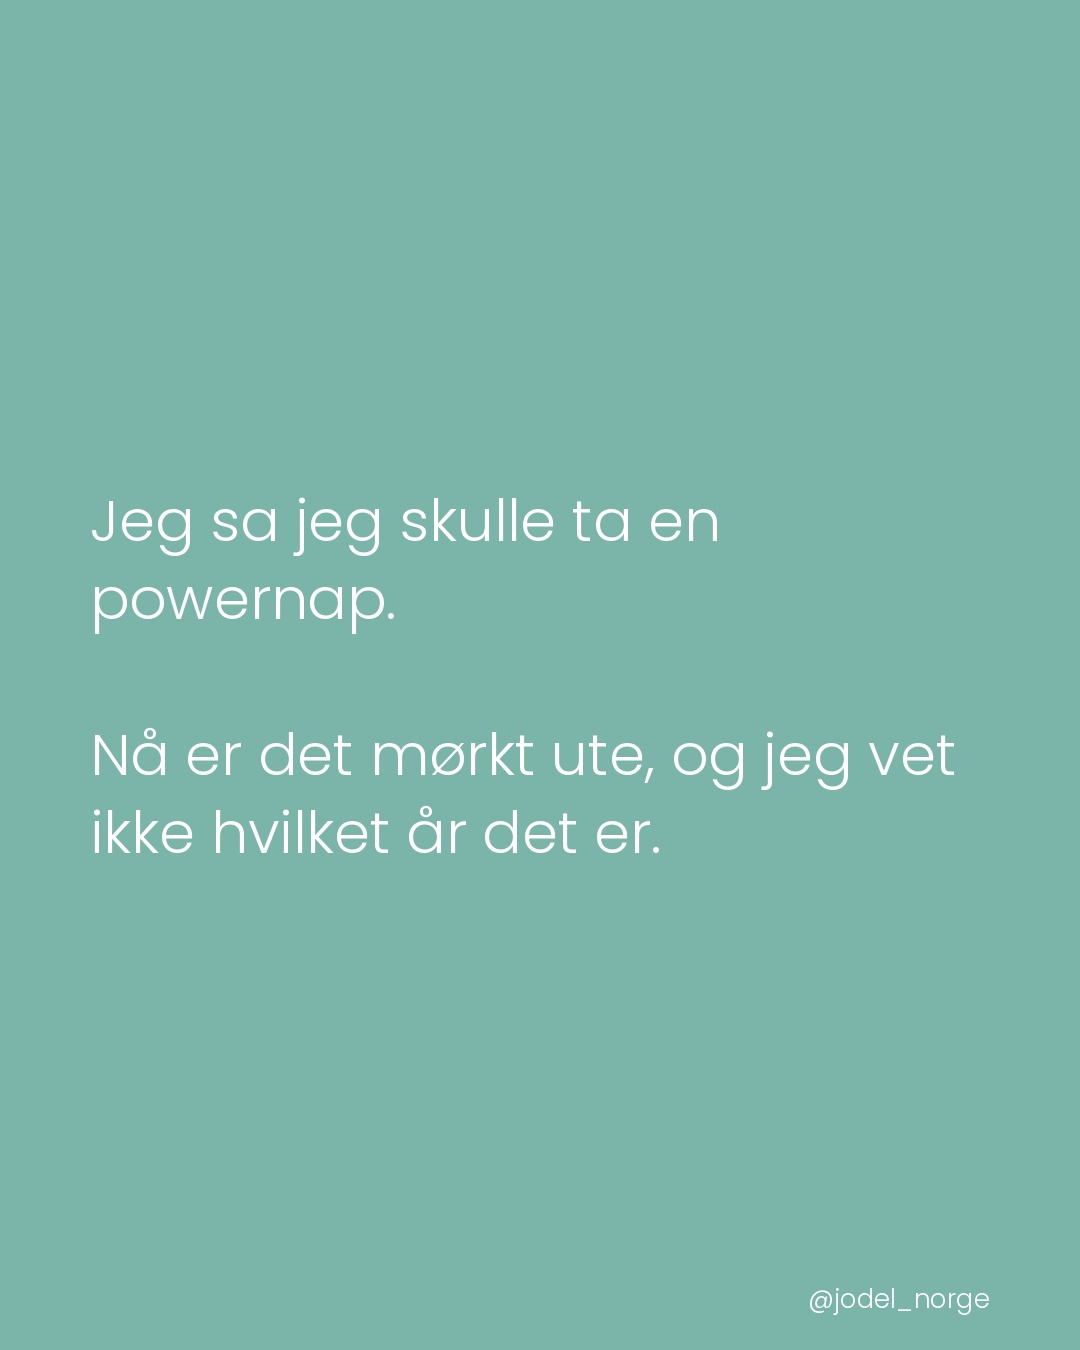 Jeg sa jeg skulle ta en
powernap.
Nå er det mørkt ute, og jeg vet
ikke hvilket år det er.
@jodel_norge